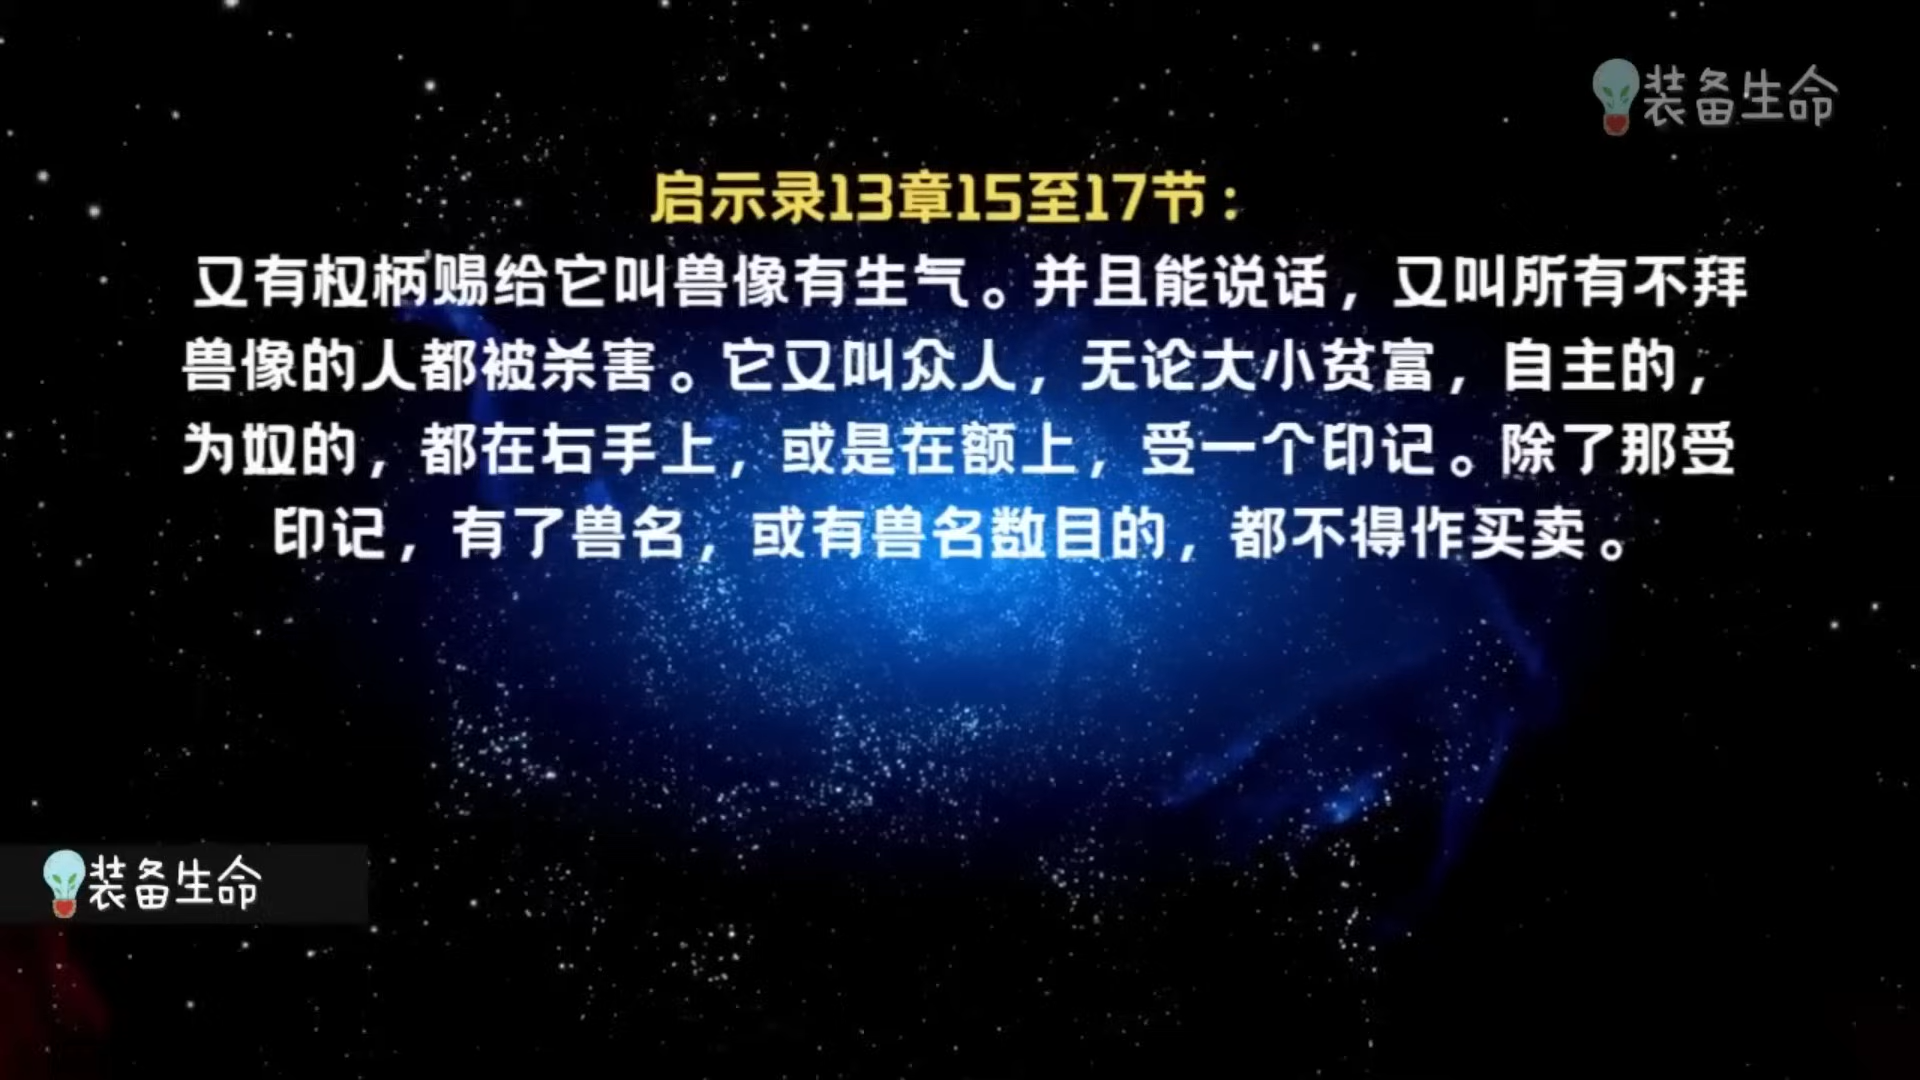 装备生命
启示录13章15至17节：
又有权柄赐给它叫兽像有生气。并且能说话，又叫所有不拜
兽像的人都被杀害。它又叫众人，无论大小贫富，自主的，
为奴的，都在右手上，或是在额上，受一个印记。除了那受
印记，有了兽名，或有兽名数目的，都不得作买卖。
装备生命